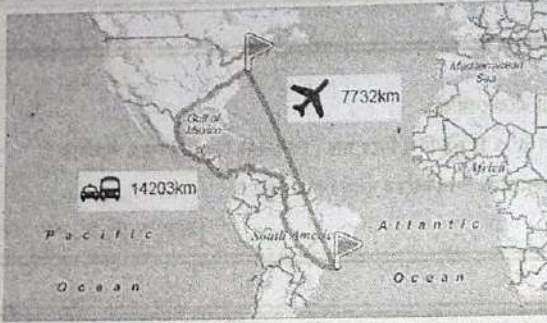 Mediterranean
Sea
7732km
Gulf of
Mexico
Africa
14203km
Pacific
South America
Atlantic
Ocean
Ocean